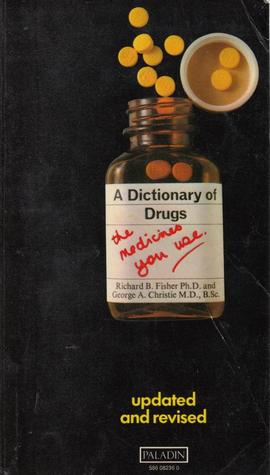 A Dictionary of
Drugs
the
medicines
you use.
Richard B. Fisher Ph.D. and
George A. Christie M.D., B.Sc.
updated
and revised
PALADIN
586 08236 0